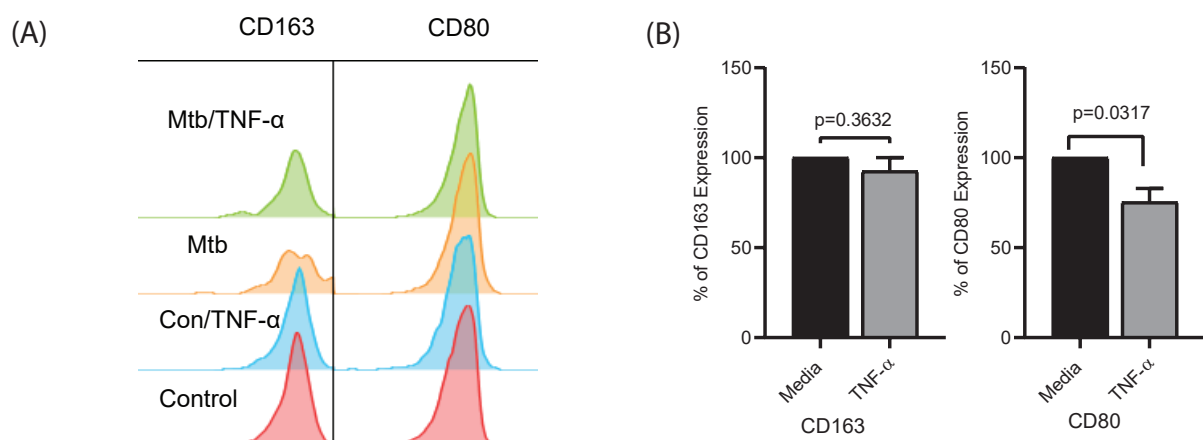 (A)
CD163 CD80
Mtb/TNF-α
Mtb
Con/TNF-α
Control
(B)
150
100
50
0
% of CD163 Expression
p=0.3632
Media TNF-α
CD163
150
100
50
0
% of CD80 Expression
p=0.0317
Media TNF-α
CD80